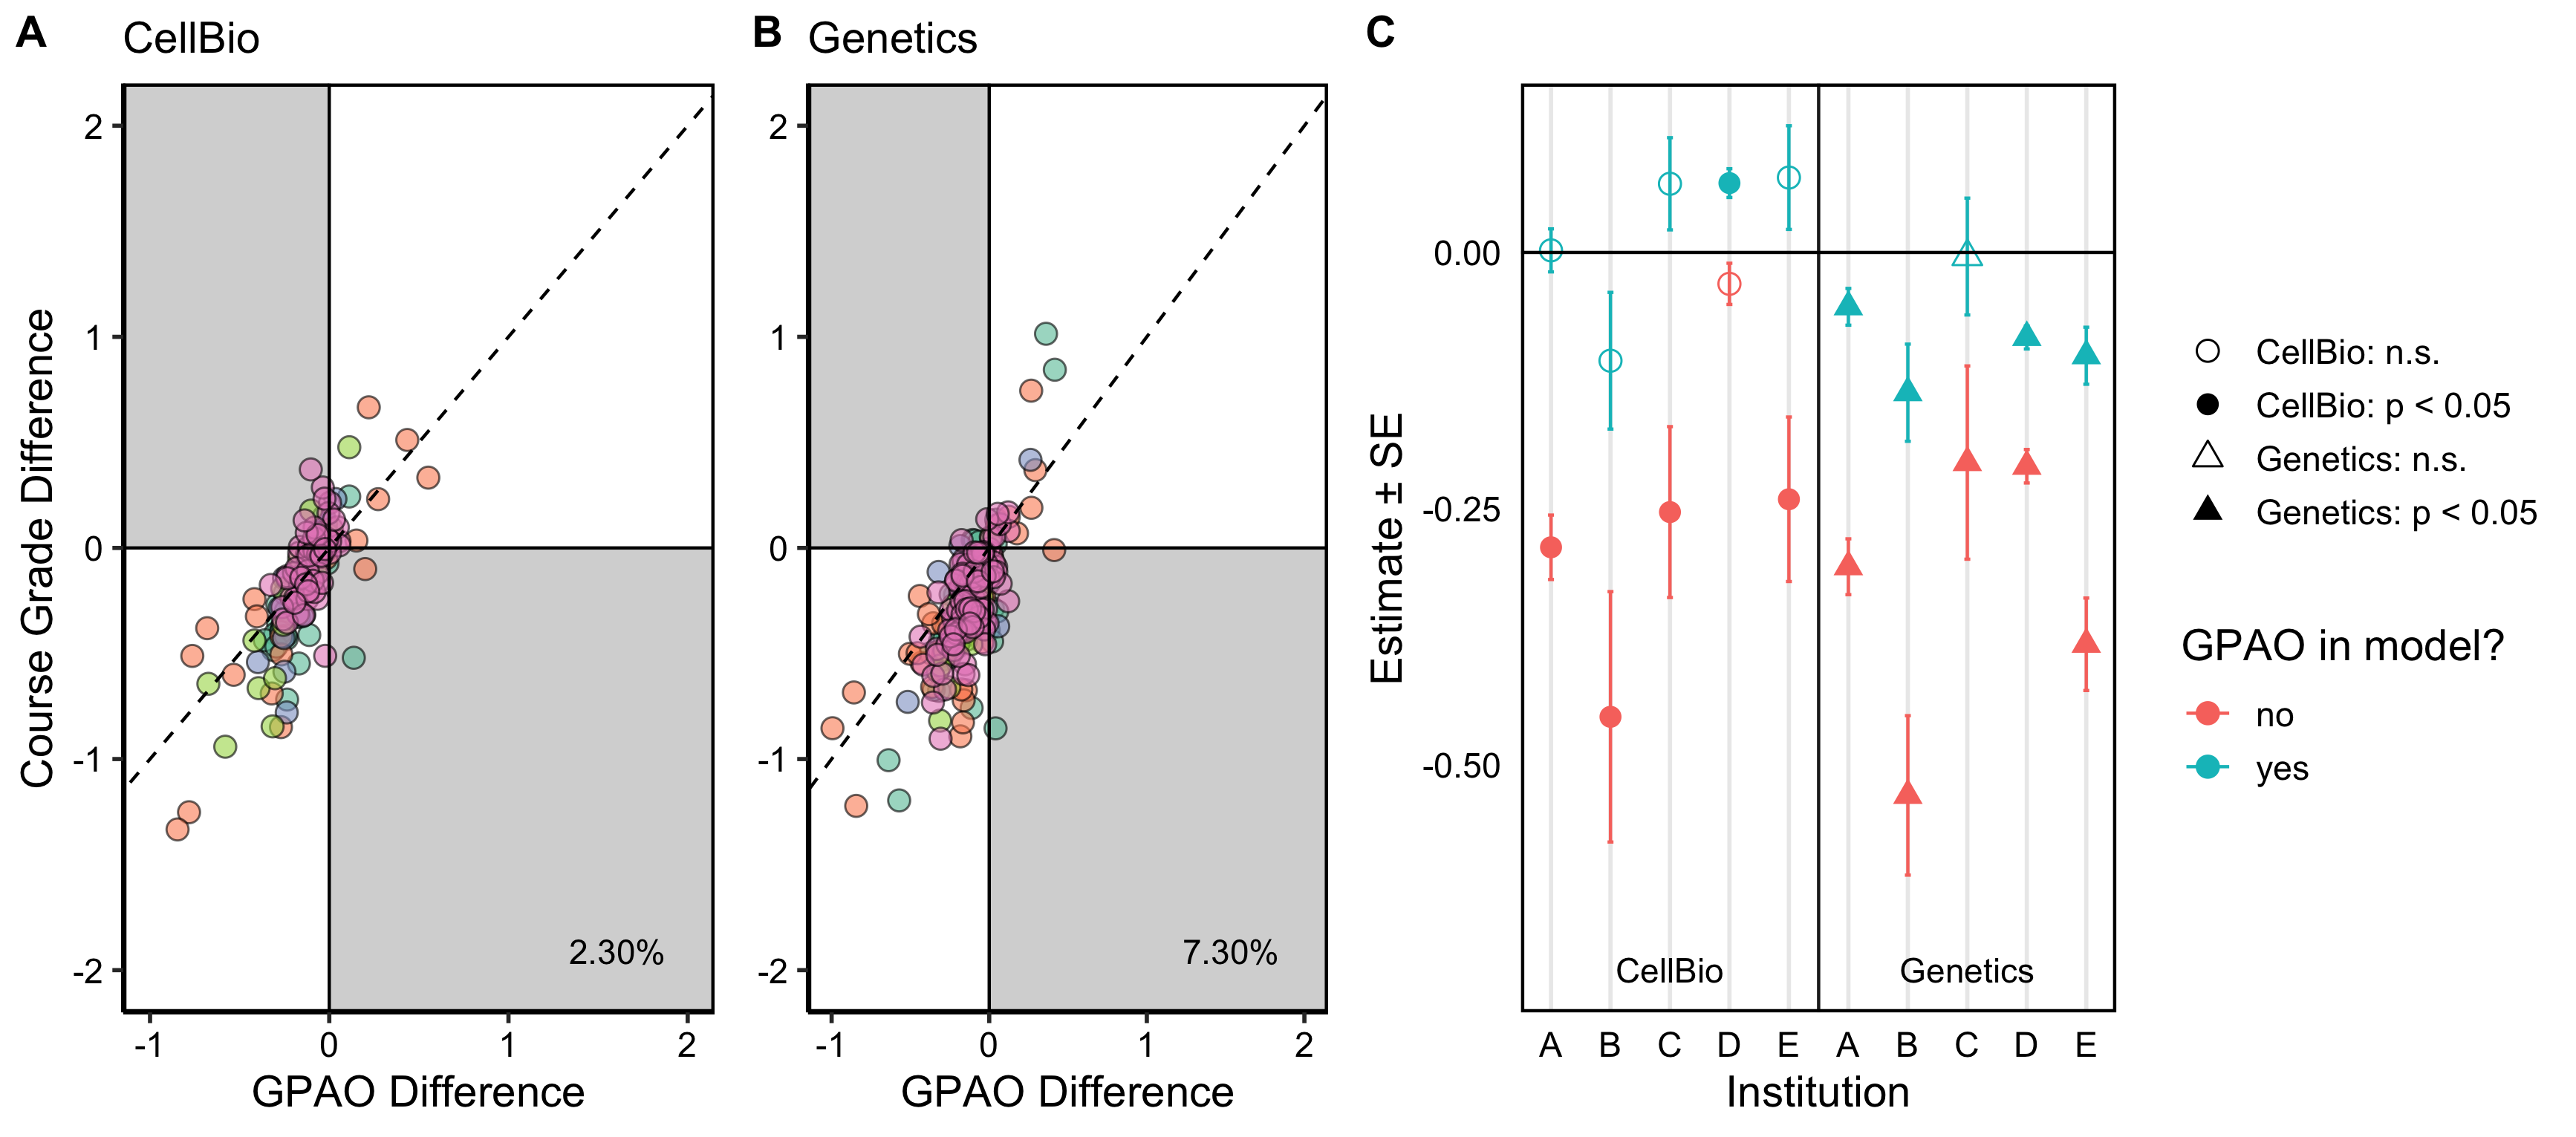 A CellBio
Course Grade Difference
2
1
0
-1
-2
2.30%
-1 0 1 2
GPAO Difference
B Genetics
2
1
0
-1
-2
7.30%
-1 0 1 2
GPAO Difference
C
Estimate ± SE
0.00
-0.25
-0.50
CellBio Genetics
A B C D E A B C D E
Institution
CellBio: n.s.
CellBio: p < 0.05
Genetics: n.s.
Genetics: p < 0.05
GPAO in model?
no
yes